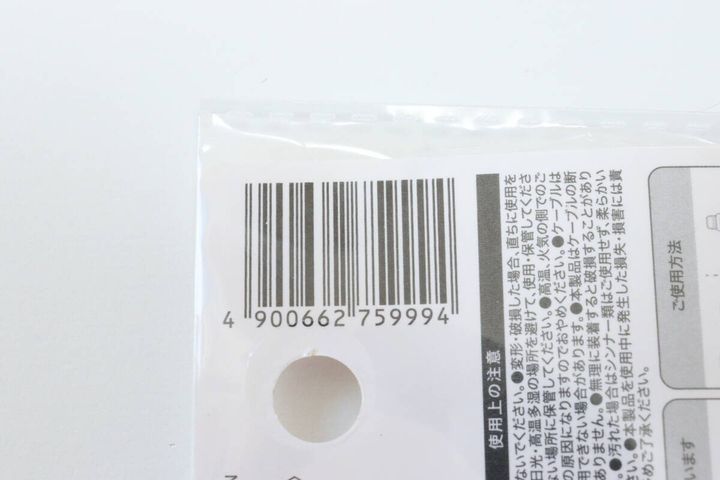 4 900662 759994
使用上の注意
ないでください。●変形・破損した場合、直ちに使用を
日光・高温多湿の場所を避けて、使用・保管してくださ
ない場所に保管してください。●高温、火気の側でのご
の原因になりますのでおやめください。●ケーブルは
用できない場合があります。●本製品はケーブルの断
ありません。●無理に装着すると破損することがあり
い。●汚れた場合はシンナー類はご使用せず、柔らかい
さい。●本製品を使用中に発生した損失・損害には責
めご了承ください。
ご使用方法
います